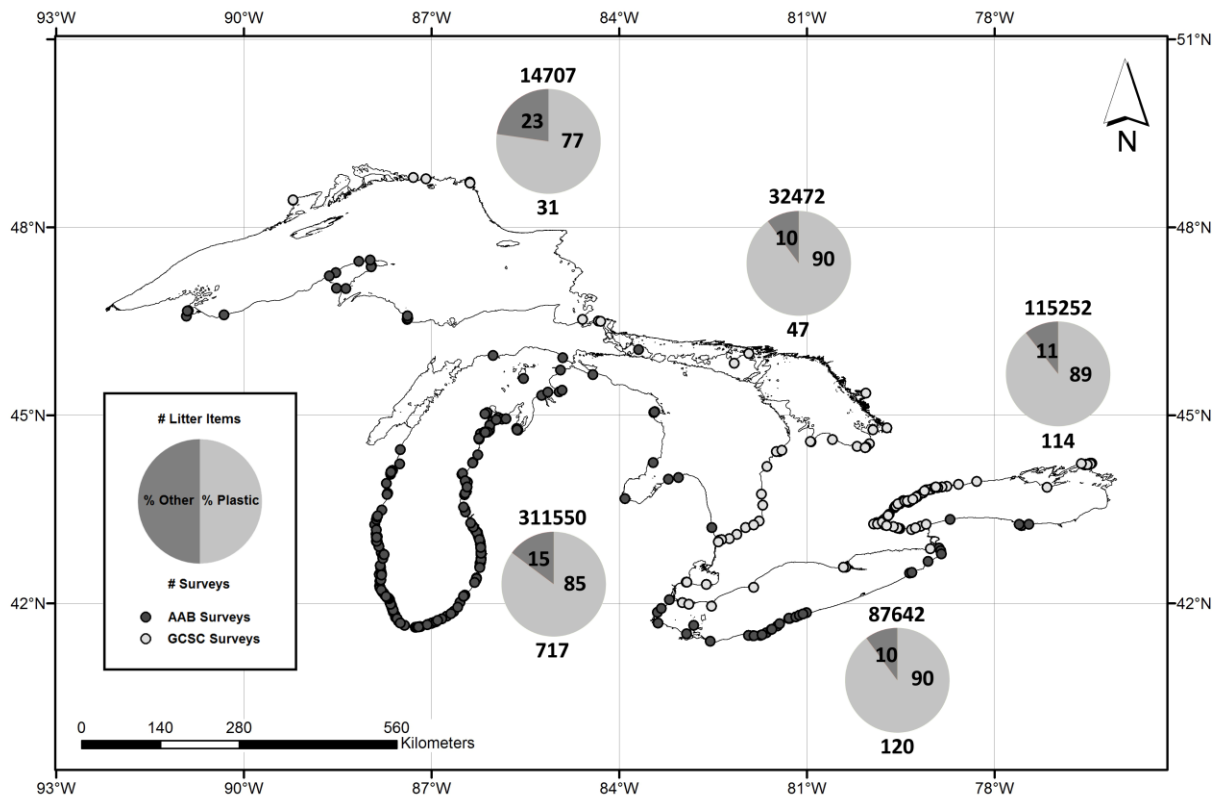 93°W 90°W 87°W 84°W 81°W 78°W
51°N
14707
23
77
31
N
48°N
48°N
32472
10
90
47
115252
11
89
114
45°N
45°N
# Litter Items
% Other
% Plastic
# Surveys
AAB Surveys
GCSC Surveys
311550
15
85
717
42°N
42°N
87642
10
90
120
0 140 280 560
Kilometers
93°W 90°W 87°W 84°W 81°W 78°W